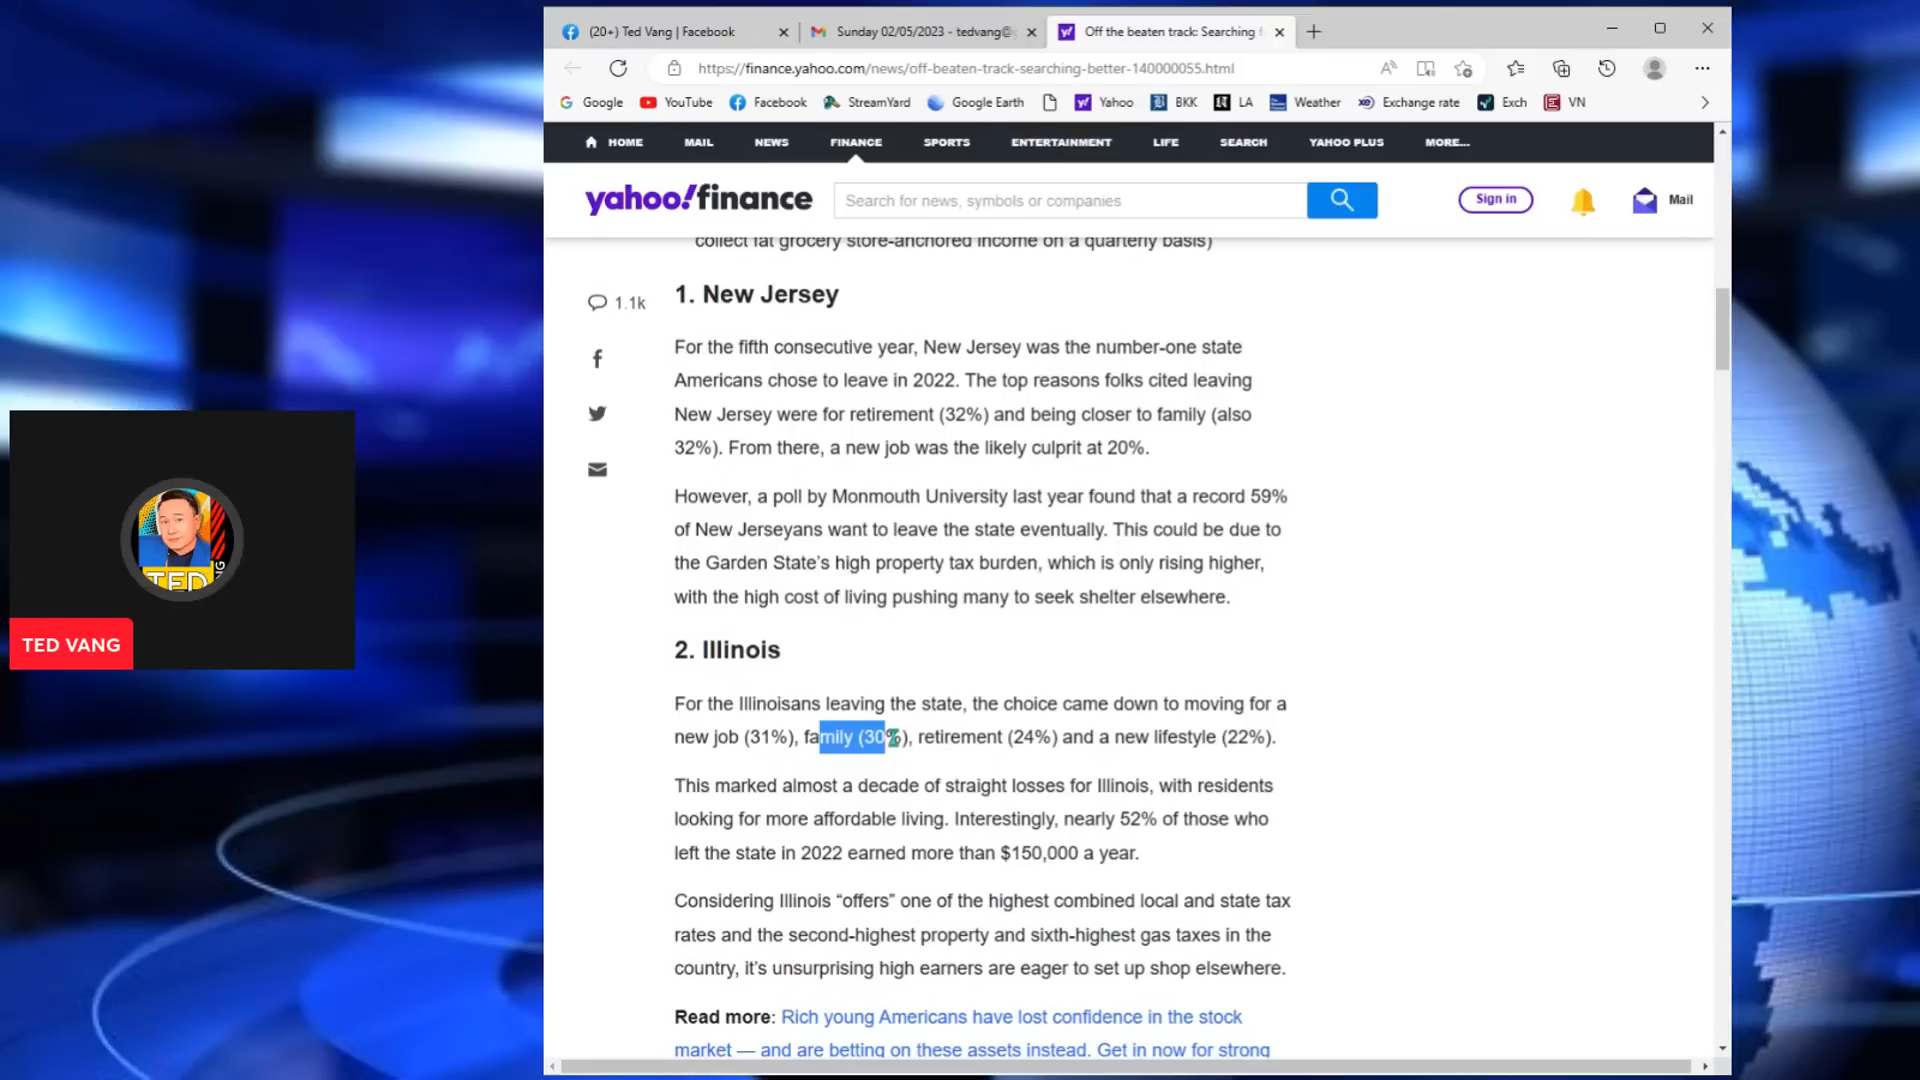 (20+) Ted Vang | Facebook
Sunday 02/05/2023 - tedvang@
Off the beaten track: Searching f
https://finance.yahoo.com/news/off-beaten-track-searching-better-140000055.html
Google
YouTube
Facebook
StreamYard
Google Earth
Yahoo
BKK
LA
Weather
Exchange rate
Exch
VN
HOME
MAIL
NEWS
FINANCE
SPORTS
ENTERTAINMENT
LIFE
SEARCH
YAHOO PLUS
MORE...
yahoo!finance
Search for news, symbols or companies
Sign in
Mail
collect fat grocery store-anchored income on a quarterly basis)
1.1k
1. New Jersey
For the fifth consecutive year, New Jersey was the number-one state
Americans chose to leave in 2022. The top reasons folks cited leaving
New Jersey were for retirement (32%) and being closer to family (also
32%). From there, a new job was the likely culprit at 20%.
However, a poll by Monmouth University last year found that a record 59%
of New Jerseyans want to leave the state eventually. This could be due to
the Garden State's high property tax burden, which is only rising higher,
with the high cost of living pushing many to seek shelter elsewhere.
2. Illinois
For the Illinoisans leaving the state, the choice came down to moving for a
new job (31%), family (30%), retirement (24%) and a new lifestyle (22%).
This marked almost a decade of straight losses for Illinois, with residents
looking for more affordable living. Interestingly, nearly 52% of those who
left the state in 2022 earned more than $150,000 a year.
Considering Illinois “offers” one of the highest combined local and state tax
rates and the second-highest property and sixth-highest gas taxes in the
country, it's unsurprising high earners are eager to set up shop elsewhere.
Read more: Rich young Americans have lost confidence in the stock
market — and are betting on these assets instead. Get in now for strong
TED
NG
TED VANG